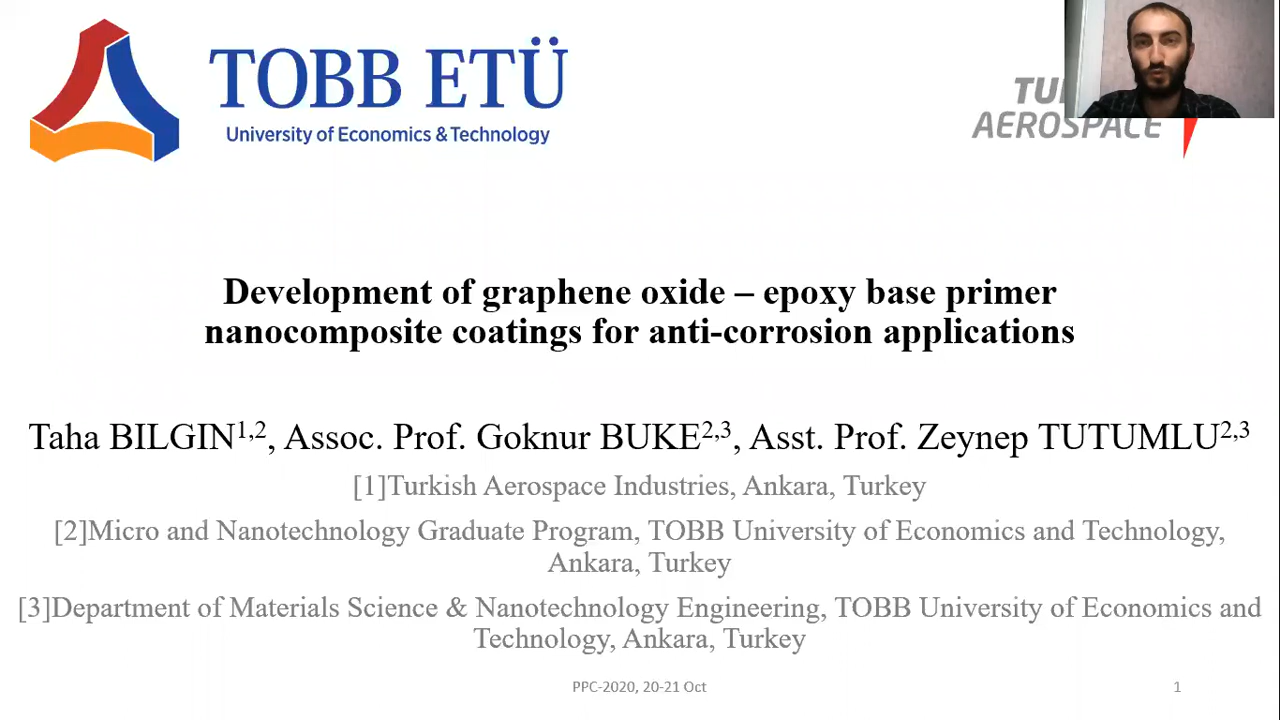 TOBB ETÜ
University of Economics & Technology
AEROSPACE
Development of graphene oxide – epoxy base primer
nanocomposite coatings for anti-corrosion applications
Taha BILGIN1,2, Assoc. Prof. Goknur BUKE2,3, Asst. Prof. Zeynep TUTUMLU2,3
[1]Turkish Aerospace Industries, Ankara, Turkey
[2]Micro and Nanotechnology Graduate Program, TOBB University of Economics and Technology,
Ankara, Turkey
[3]Department of Materials Science & Nanotechnology Engineering, TOBB University of Economics and
Technology, Ankara, Turkey
PPC-2020, 20-21 Oct
1